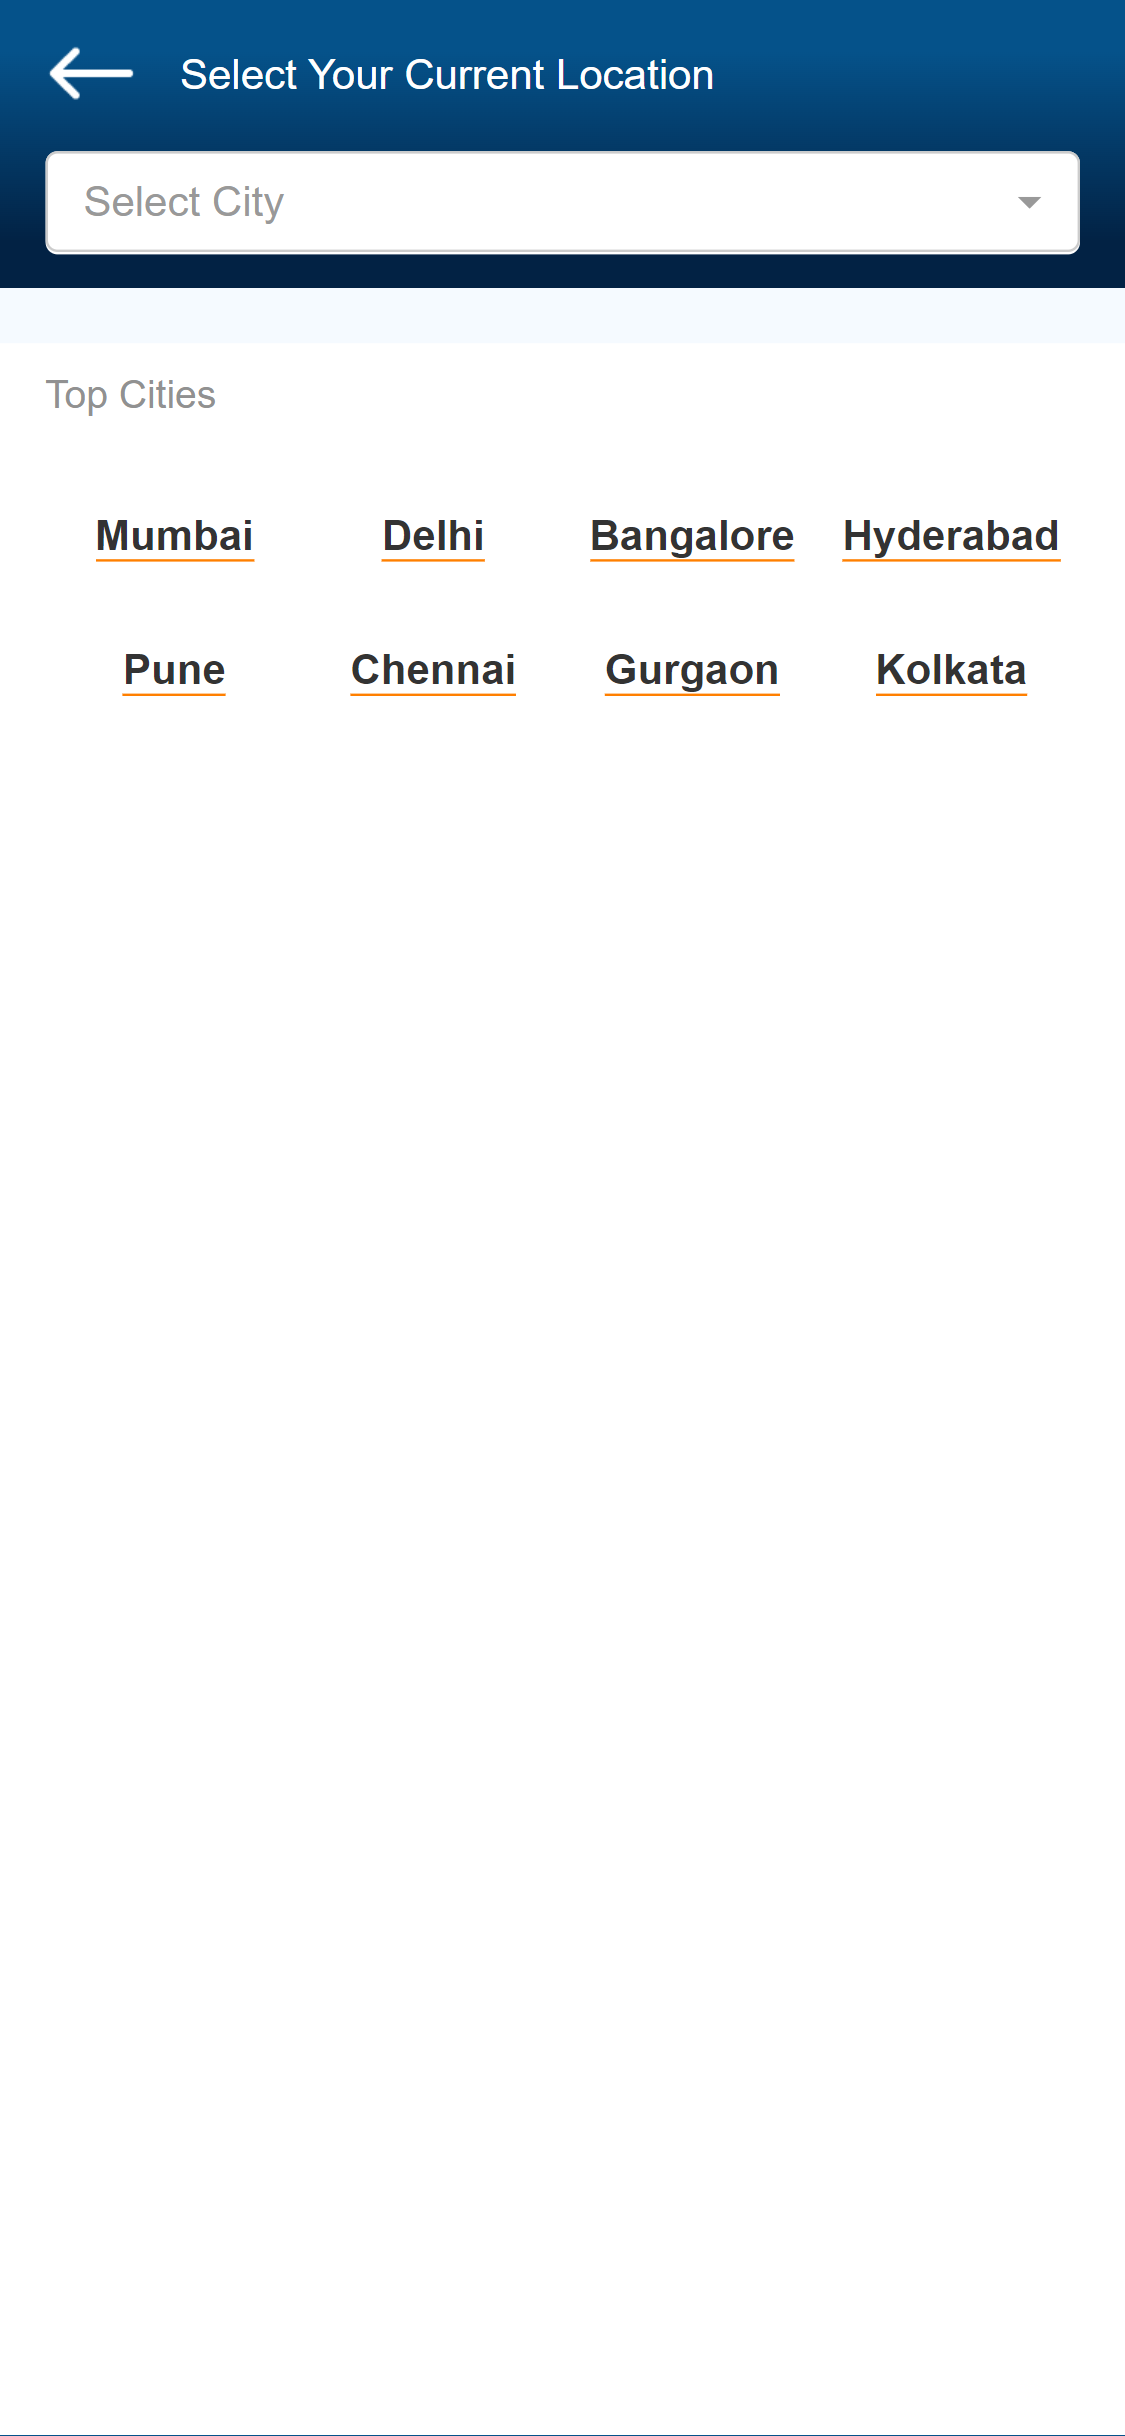 Select Your Current Location
Select City
Top Cities
Mumbai Delhi Bangalore Hyderabad
Pune Chennai Gurgaon Kolkata